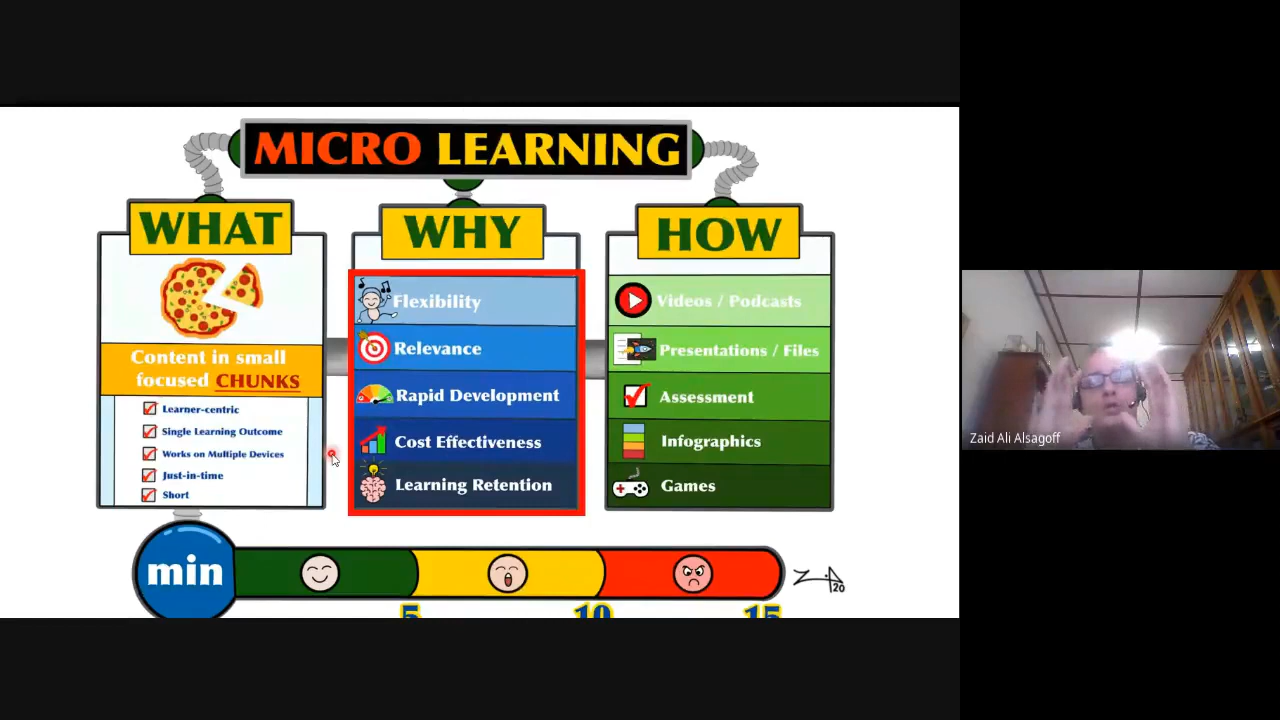 MICRO LEARNING
WHAT
Content in small
focused CHUNKS
Learner-centric
Single Learning Outcome
Works on Multiple Devices
Just-in-time
Short
WHY
Flexibility
Relevance
Rapid Development
Cost Effectiveness
Learning Retention
HOW
Videos / Podcasts
Presentations / Files
Assessment
Infographics
Games
min
5
10
15
20
Zaid Ali Alsagoff